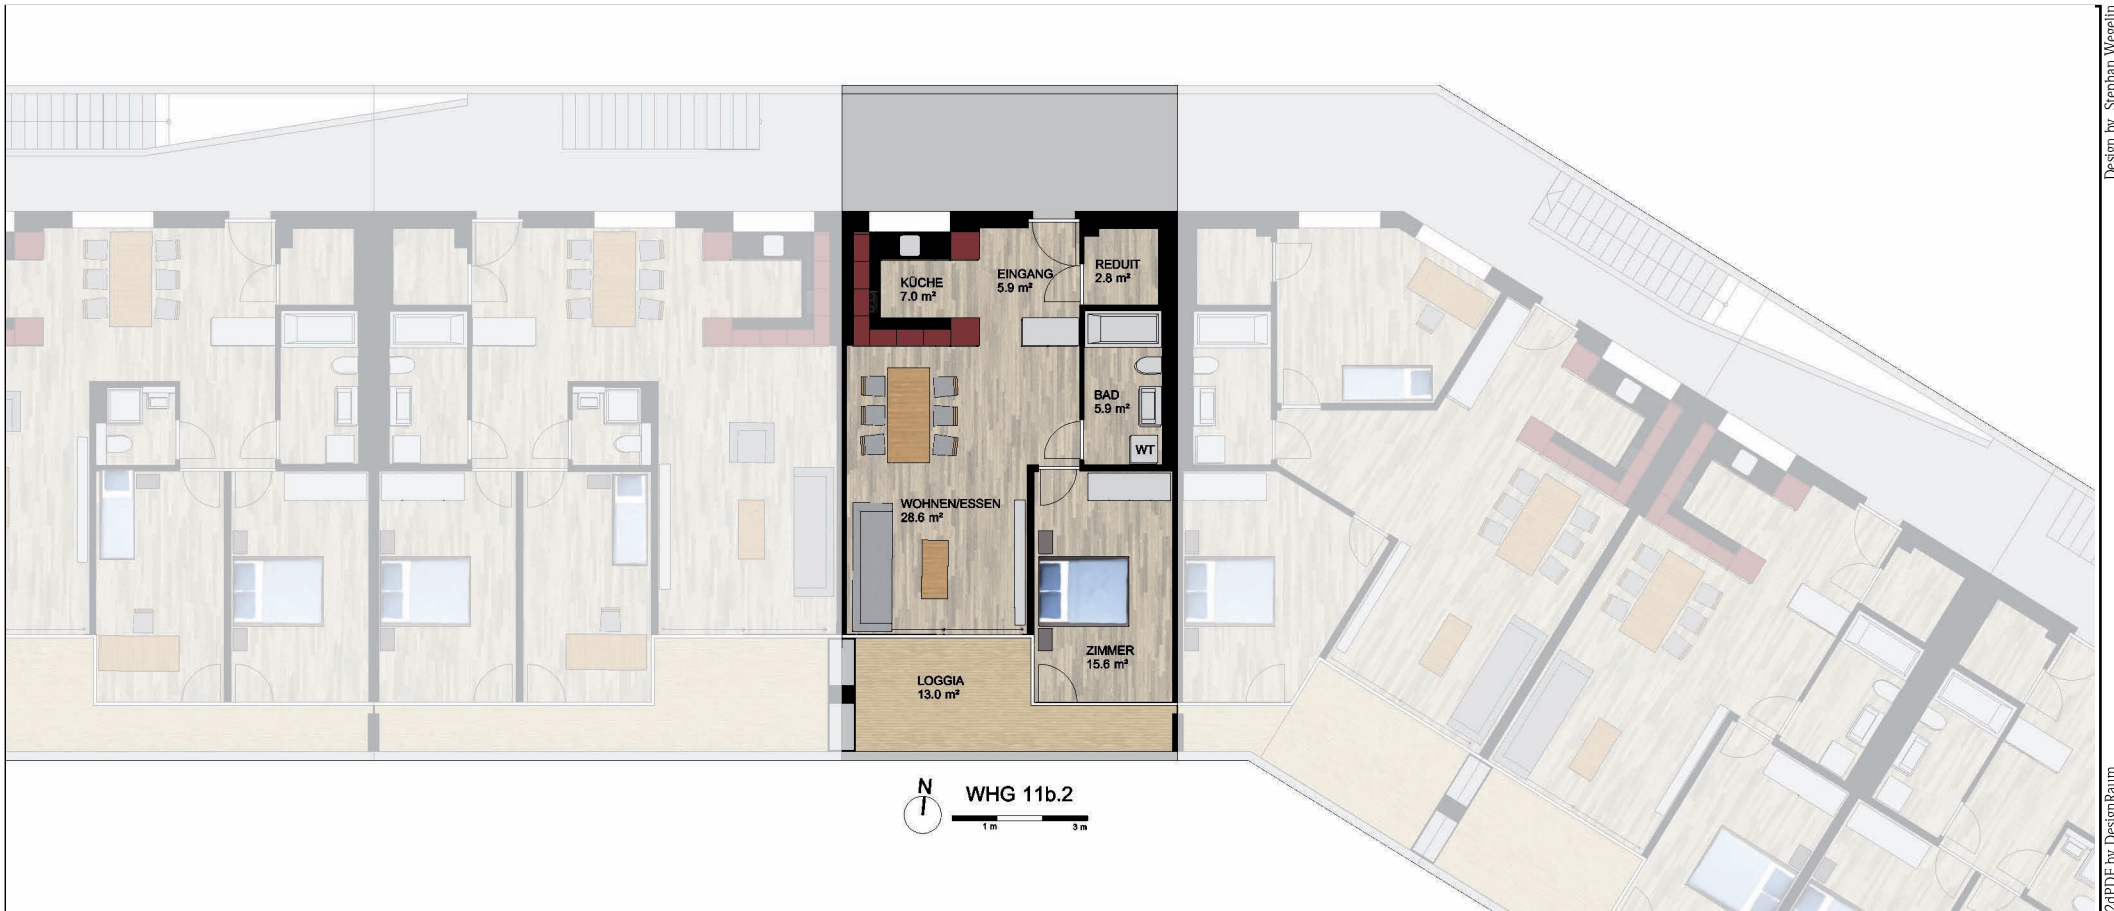 Design by Stephan Wegelin
KÜCHE
7.0 m²
EINGANG
5.9 m²
REDUIT
2.8 m²
BAD
5.9 m²
WT
WOHNEN/ESSEN
28.6 m²
ZIMMER
15.6 m²
LOGGIA
13.0 m²
N
WHG 11b.2
1 m
3 m
2dPDF by DesignRaum